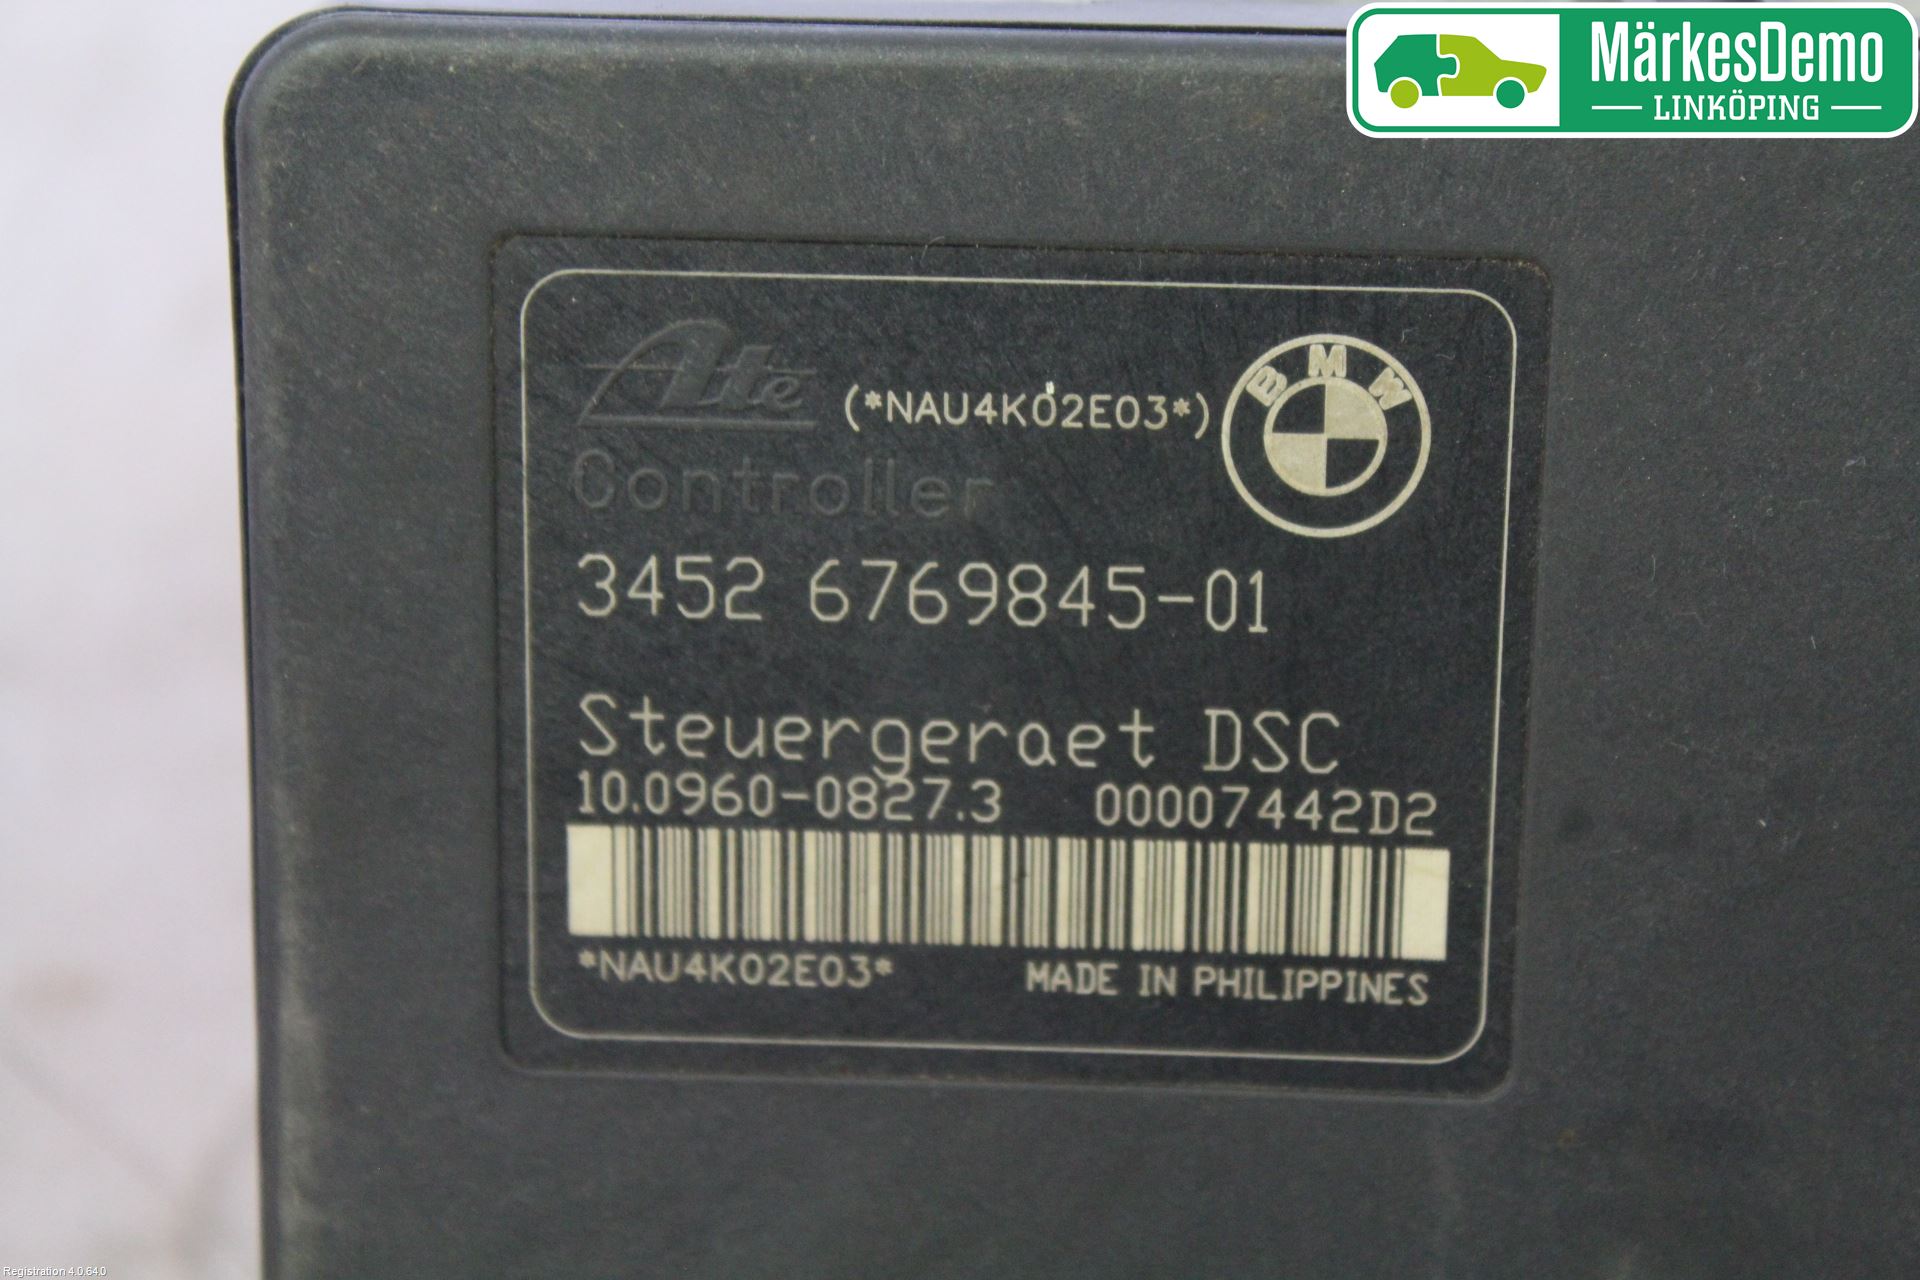 MärkesDemo
LINKÖPING
Ate
(*NAU4K02E03*)
BMW
Controller
3452 6769845-01
Steuergeraet DSC
10.0960-0827.3 00007442D2
*NAU4K02E03* MADE IN PHILIPPINES
Registration 4.0.64.0